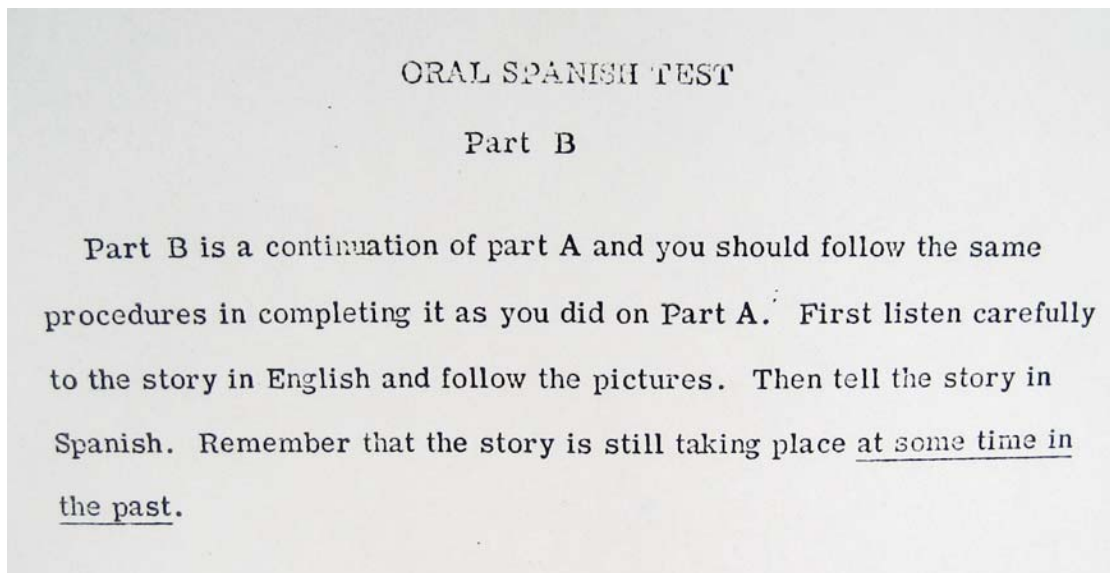 ORAL SPANISH TEST
Part B
Part B is a continuation of part A and you should follow the same
procedures in completing it as you did on Part A. First listen carefully
to the story in English and follow the pictures. Then tell the story in
Spanish. Remember that the story is still taking place at some time in
the past.